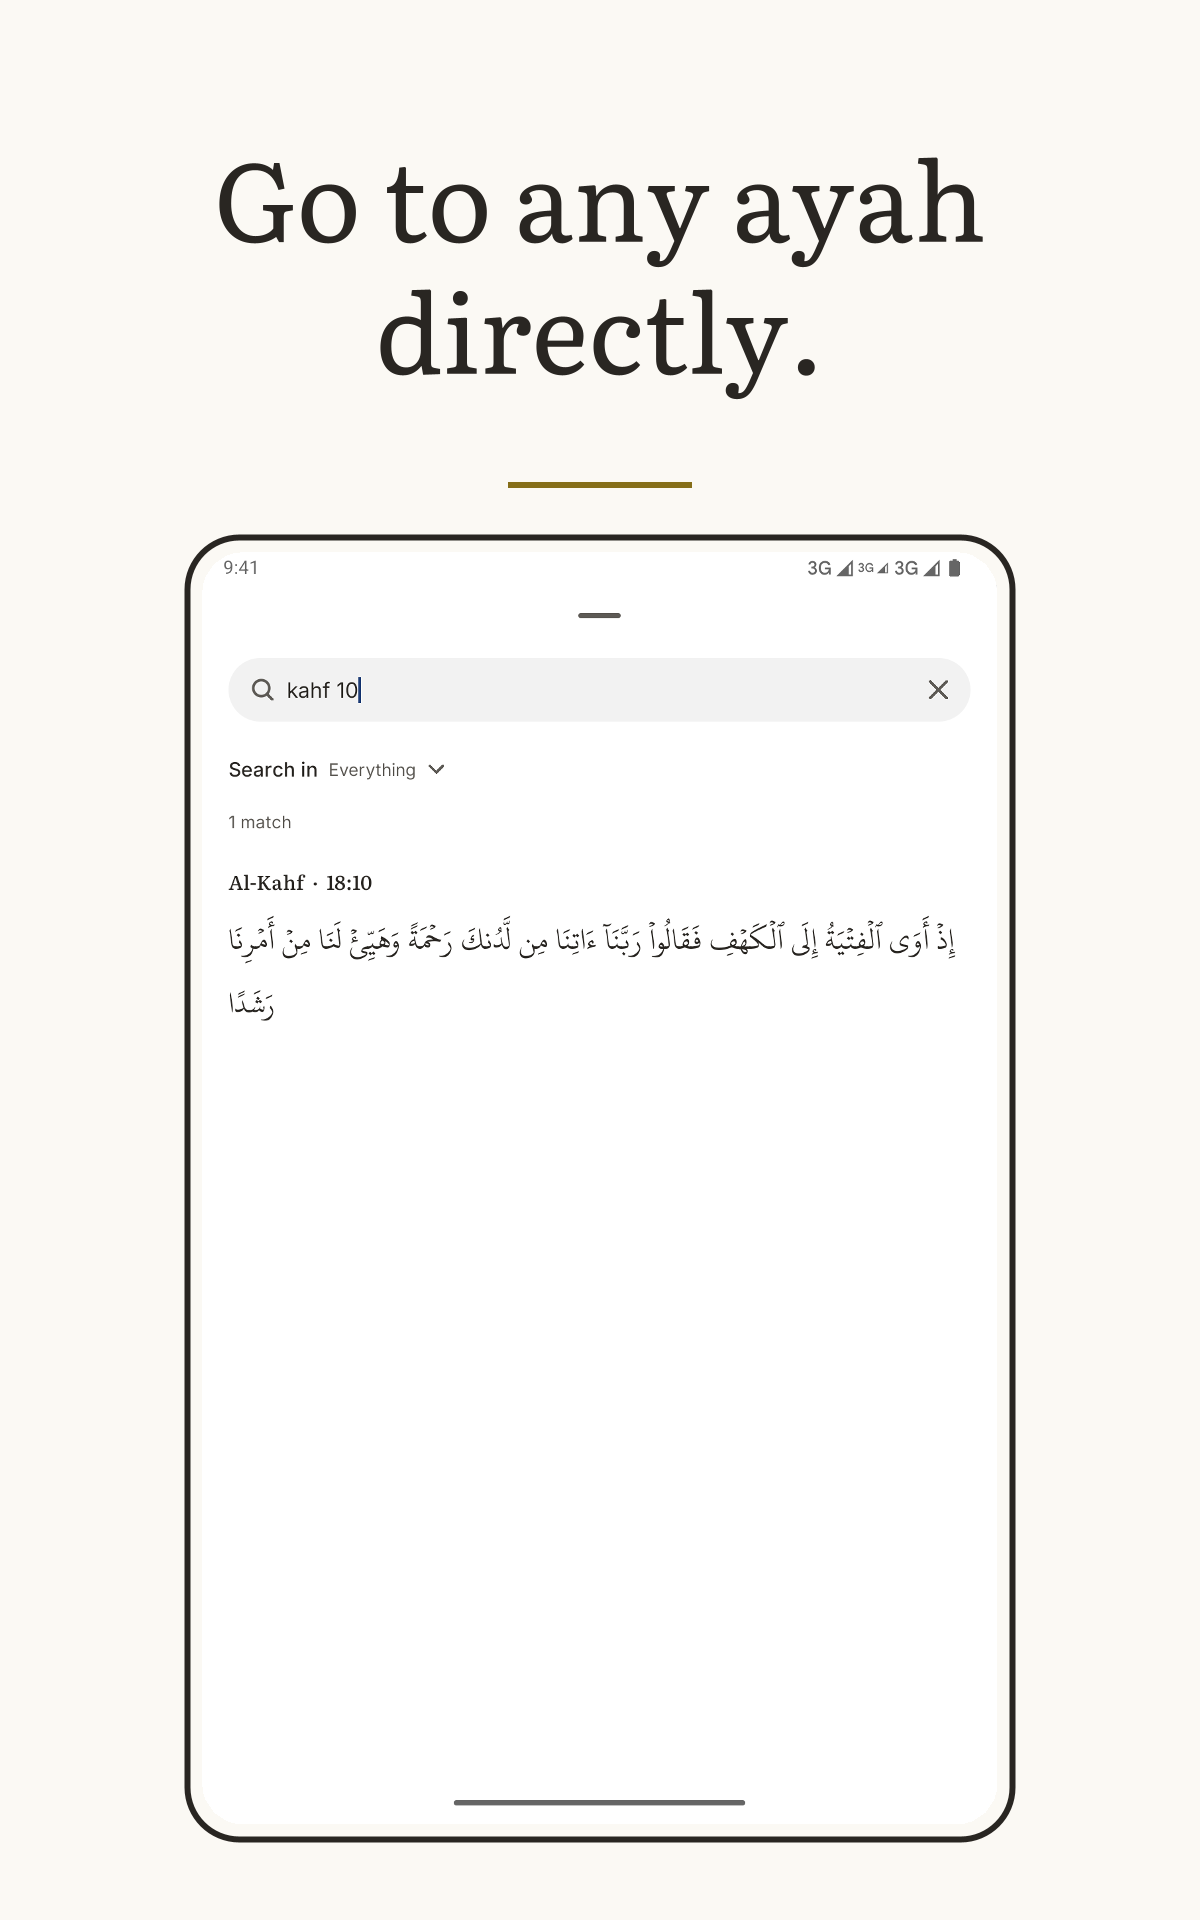 Go to any ayah
directly.
9:41 3G 3G 3G
kahf 10
Search in Everything
1 match
Al-Kahf · 18:10
إِذۡ أَوَى ٱلۡفِتۡيَةُ إِلَى ٱلۡكَهۡفِ فَقَالُواْ رَبَّنَآ ءَاتِنَا مِن لَّدُنكَ رَحۡمَةٗ وَهَيِّئۡ لَنَا مِنۡ أَمۡرِنَا
رَشَدٗا